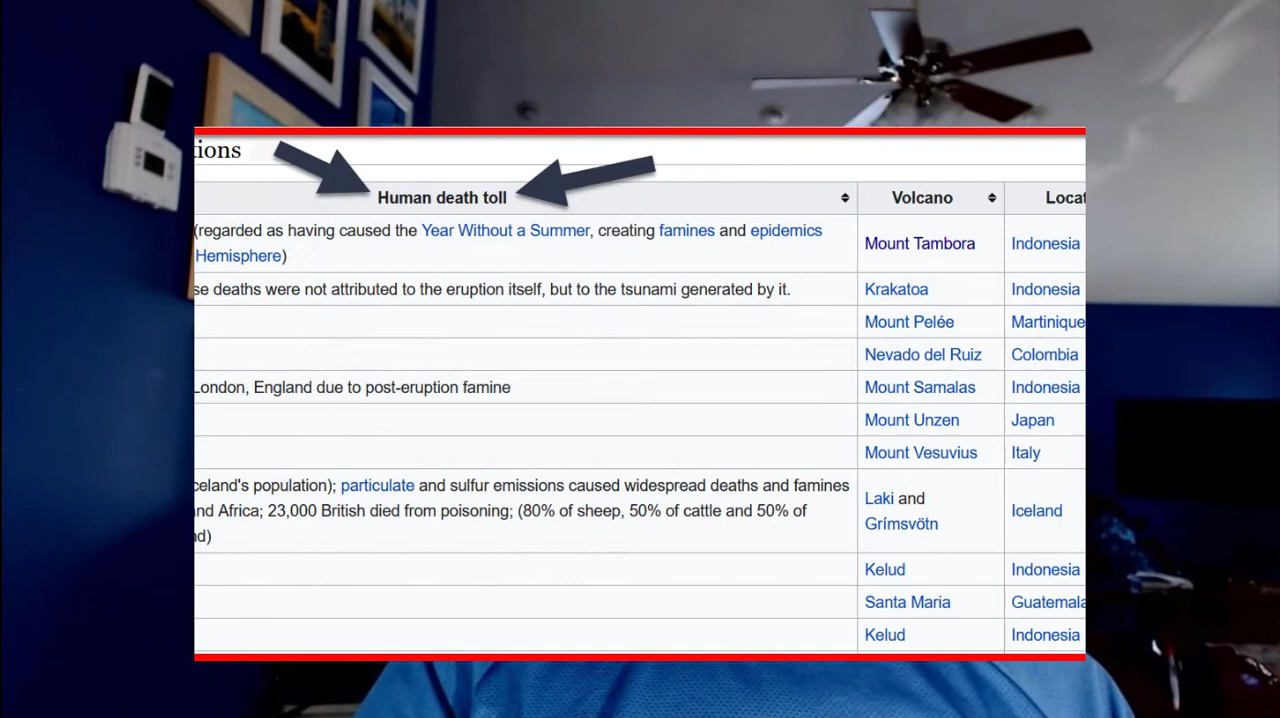 tions
Human death toll Volcano Locat
(regarded as having caused the Year Without a Summer, creating famines and epidemics
Hemisphere)
Mount Tambora Indonesia
se deaths were not attributed to the eruption itself, but to the tsunami generated by it. Krakatoa Indonesia
Mount Pelée Martinique
Nevado del Ruiz Colombia
London, England due to post-eruption famine Mount Samalas Indonesia
Mount Unzen Japan
Mount Vesuvius Italy
celand's population); particulate and sulfur emissions caused widespread deaths and famines
nd Africa; 23,000 British died from poisoning; (80% of sheep, 50% of cattle and 50% of
nd)
Laki and
Grímsvötn
Iceland
Kelud Indonesia
Santa Maria Guatemala
Kelud Indonesia